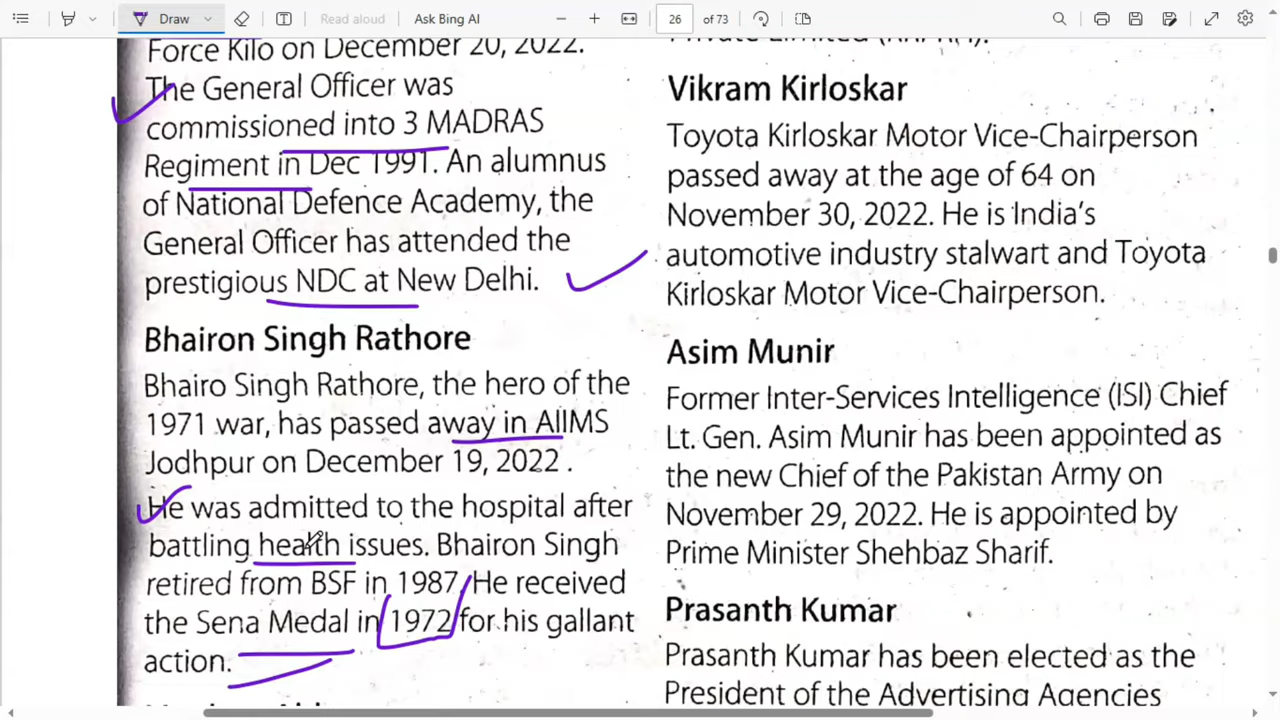 Draw
Read aloud
Ask Bing AI
26
of 73
Force Kilo on December 20, 2022.
The General Officer was
commissioned into 3 MADRAS
Regiment in Dec 1991. An alumnus
of National Defence Academy, the
General Officer has attended the
prestigious NDC at New Delhi.
Bhairon Singh Rathore
Bhairo Singh Rathore, the hero of the
1971 war, has passed away in AIIMS
Jodhpur on December 19, 2022.
He was admitted to the hospital after
battling health issues. Bhairon Singh
retired from BSF in 1987. He received
the Sena Medal in 1972 for his gallant
action.
Vikram Kirloskar
Toyota Kirloskar Motor Vice-Chairperson
passed away at the age of 64 on
November 30, 2022. He is India's
automotive industry stalwart and Toyota
Kirloskar Motor Vice-Chairperson.
Asim Munir
Former Inter-Services Intelligence (ISI) Chief
Lt. Gen. Asim Munir has been appointed as
the new Chief of the Pakistan Army on
November 29, 2022. He is appointed by
Prime Minister Shehbaz Sharif.
Prasanth Kumar
Prasanth Kumar has been elected as the
President of the Advertising Agencies